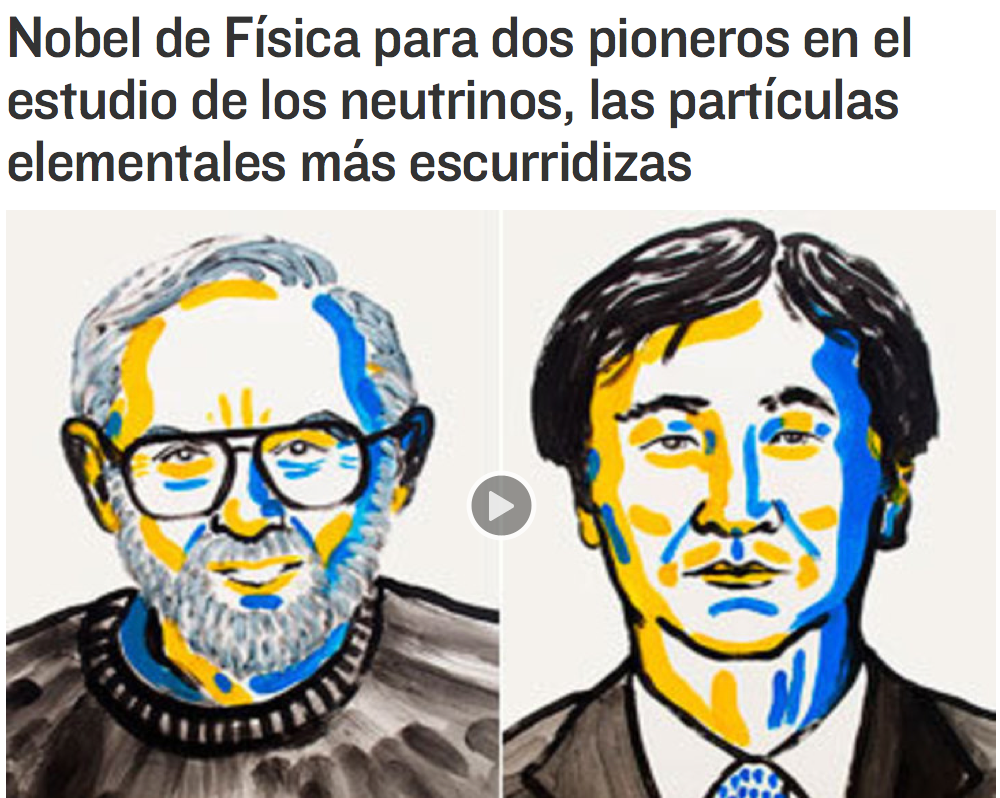 Nobel de Física para dos pioneros en el
estudio de los neutrinos, las partículas
elementales más escurridizas